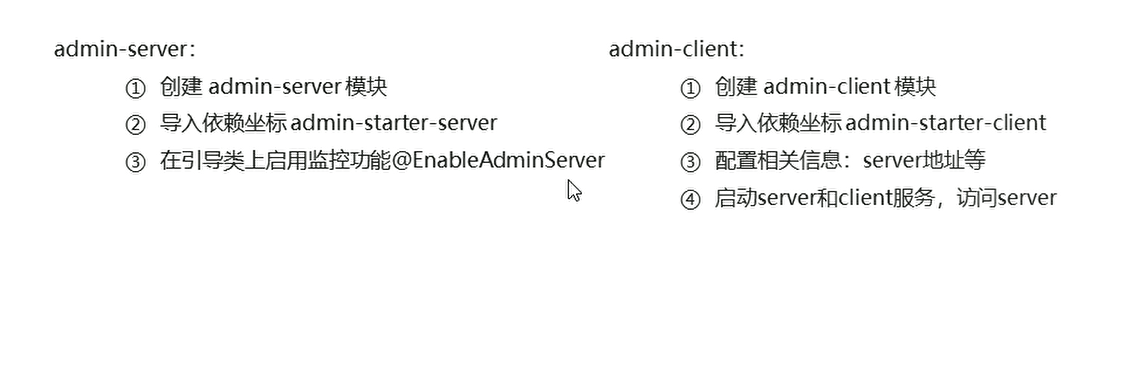 admin-server：
① 创建 admin-server 模块
② 导入依赖坐标 admin-starter-server
③ 在引导类上启用监控功能@EnableAdminServer
admin-client：
① 创建 admin-client 模块
② 导入依赖坐标 admin-starter-client
③ 配置相关信息：server地址等
④ 启动server和client服务，访问server